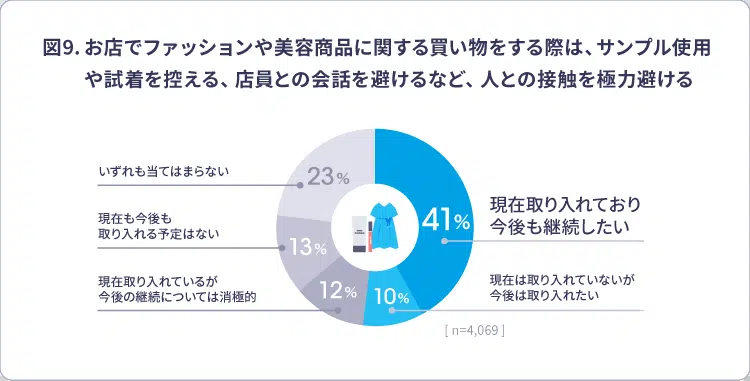 図9. お店でファッションや美容商品に関する買い物をする際は、サンプル使用
や試着を控える、店員との会話を避けるなど、人との接触を極力避ける
いずれも当てはまらない
23%
現在も今後も
取り入れる予定はない
13%
現在取り入れているが
今後の継続については消極的
12%
41%
現在取り入れており
今後も継続したい
10%
現在は取り入れていないが
今後は取り入れたい
[ n=4,069 ]